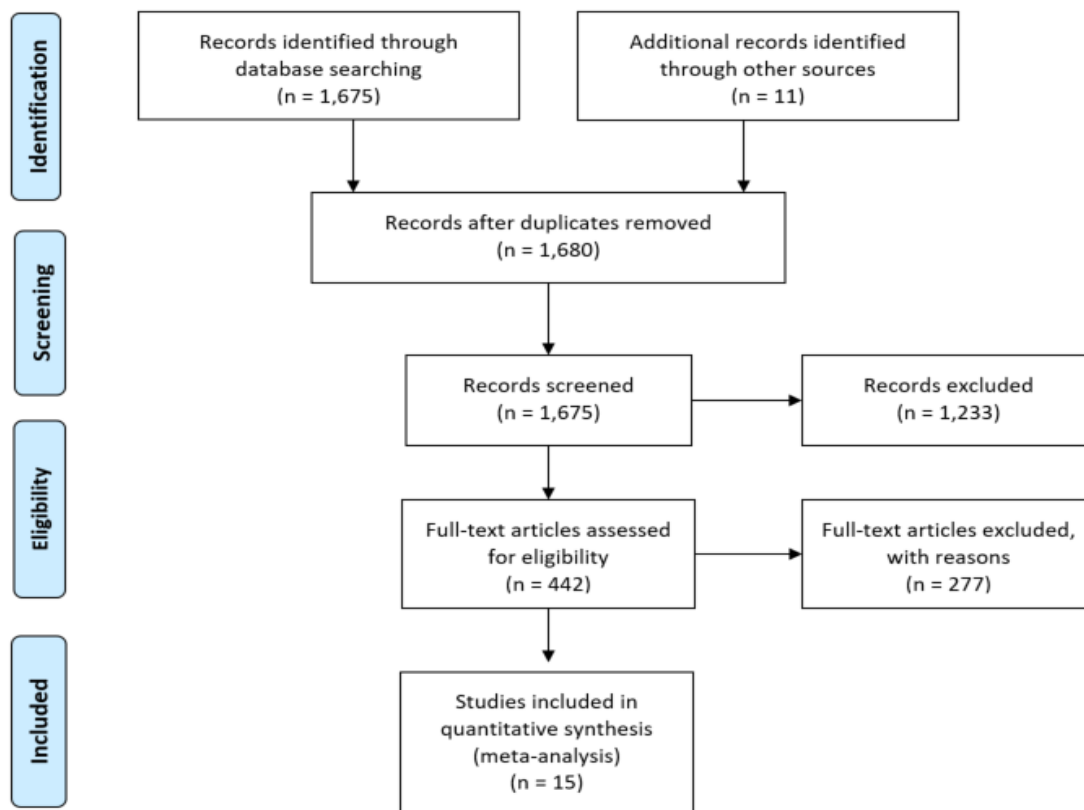 Identification
Records identified through
database searching
(n = 1,675)
Additional records identified
through other sources
(n = 11)
Records after duplicates removed
(n = 1,680)
Screening
Records screened
(n = 1,675)
Records excluded
(n = 1,233)
Eligibility
Full-text articles assessed
for eligibility
(n = 442)
Full-text articles excluded,
with reasons
(n = 277)
Included
Studies included in
quantitative synthesis
(meta-analysis)
(n = 15)